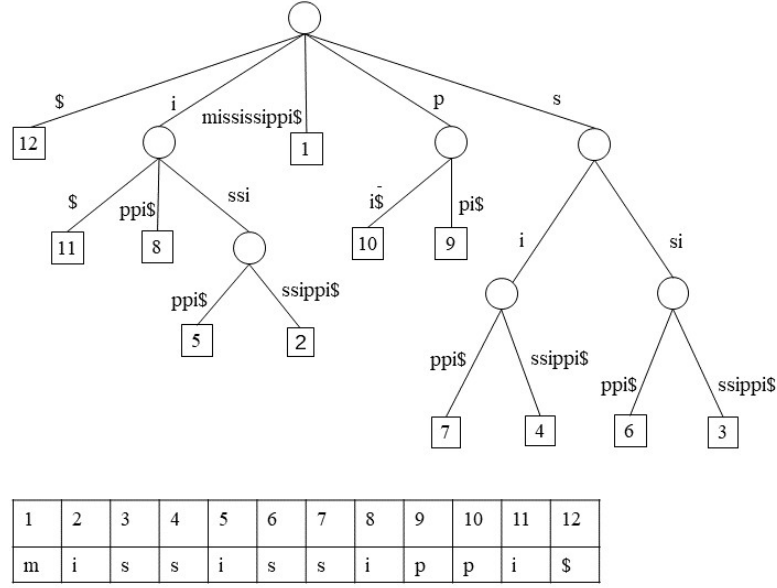 $ i mississippi$ p s
12 1
$ ppi$ ssi i$ pi$ i si
11 8 10 9
ppi$ ssippi$
5 2
ppi$ ssippi$ ppi$ ssippi$
7 4 6 3
1 2 3 4 5 6 7 8 9 10 11 12
m i s s i s s i p p i $